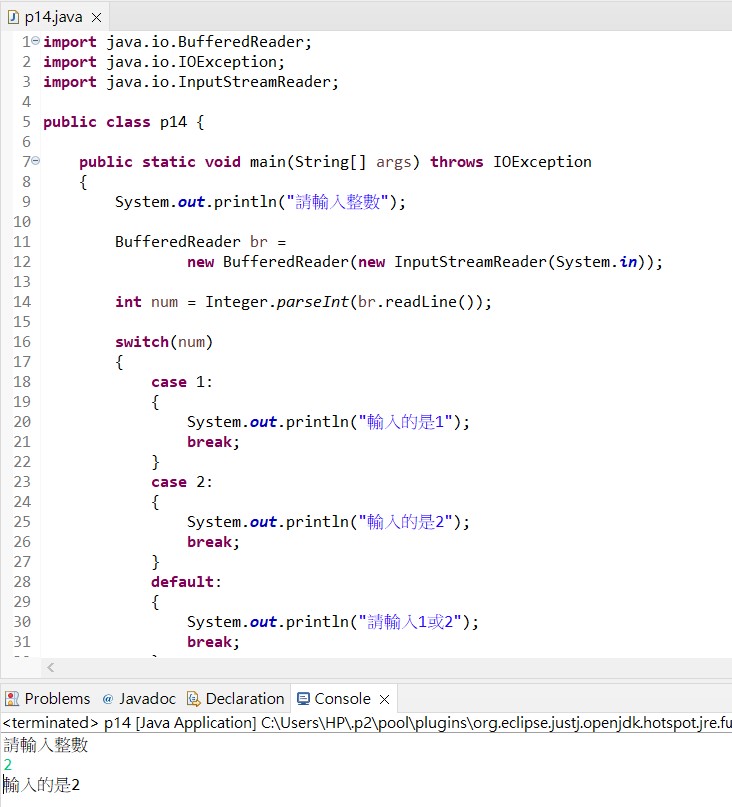 p14.java
1 import java.io.BufferedReader;
2 import java.io.IOException;
3 import java.io.InputStreamReader;
4
5 public class p14 {
6
7     public static void main(String[] args) throws IOException
8     {
9         System.out.println("請輸入整數");
10
11         BufferedReader br =
12                 new BufferedReader(new InputStreamReader(System.in));
13
14         int num = Integer.parseInt(br.readLine());
15
16         switch(num)
17         {
18             case 1:
19             {
20                 System.out.println("輸入的是1");
21                 break;
22             }
23             case 2:
24             {
25                 System.out.println("輸入的是2");
26                 break;
27             }
28             default:
29             {
30                 System.out.println("請輸入1或2");
31                 break;
Problems @ Javadoc Declaration Console
<terminated> p14 [Java Application] C:\Users\HP\.p2\pool\plugins\org.eclipse.justj.openjdk.hotspot.jre.fu
請輸入整數
2
輸入的是2